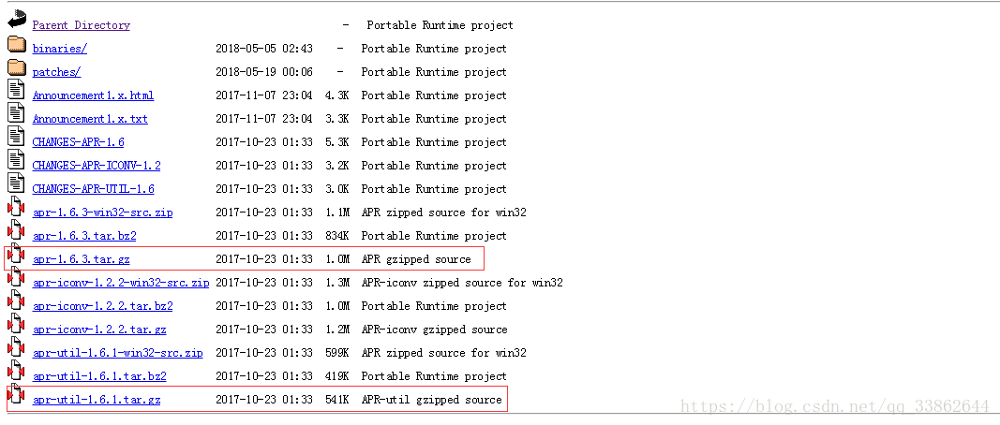 Parent Directory - Portable Runtime project
binaries/ 2018-05-05 02:43 - Portable Runtime project
patches/ 2018-05-19 00:06 - Portable Runtime project
Announcement1.x.html 2017-11-07 23:04 4.3K Portable Runtime project
Announcement1.x.txt 2017-11-07 23:04 3.3K Portable Runtime project
CHANGES-APR-1.6 2017-10-23 01:33 5.3K Portable Runtime project
CHANGES-APR-ICONV-1.2 2017-10-23 01:33 3.2K Portable Runtime project
CHANGES-APR-UTIL-1.6 2017-10-23 01:33 3.0K Portable Runtime project
apr-1.6.3-win32-src.zip 2017-10-23 01:33 1.1M APR zipped source for win32
apr-1.6.3.tar.bz2 2017-10-23 01:33 834K Portable Runtime project
apr-1.6.3.tar.gz 2017-10-23 01:33 1.0M APR gzipped source
apr-iconv-1.2.2-win32-src.zip 2017-10-23 01:33 1.3M APR-iconv zipped source for win32
apr-iconv-1.2.2.tar.bz2 2017-10-23 01:33 1.0M Portable Runtime project
apr-iconv-1.2.2.tar.gz 2017-10-23 01:33 1.2M APR-iconv gzipped source
apr-util-1.6.1-win32-src.zip 2017-10-23 01:33 599K APR zipped source for win32
apr-util-1.6.1.tar.bz2 2017-10-23 01:33 419K Portable Runtime project
apr-util-1.6.1.tar.gz 2017-10-23 01:33 541K APR-util gzipped source
https://blog.csdn.net/qq_33862644